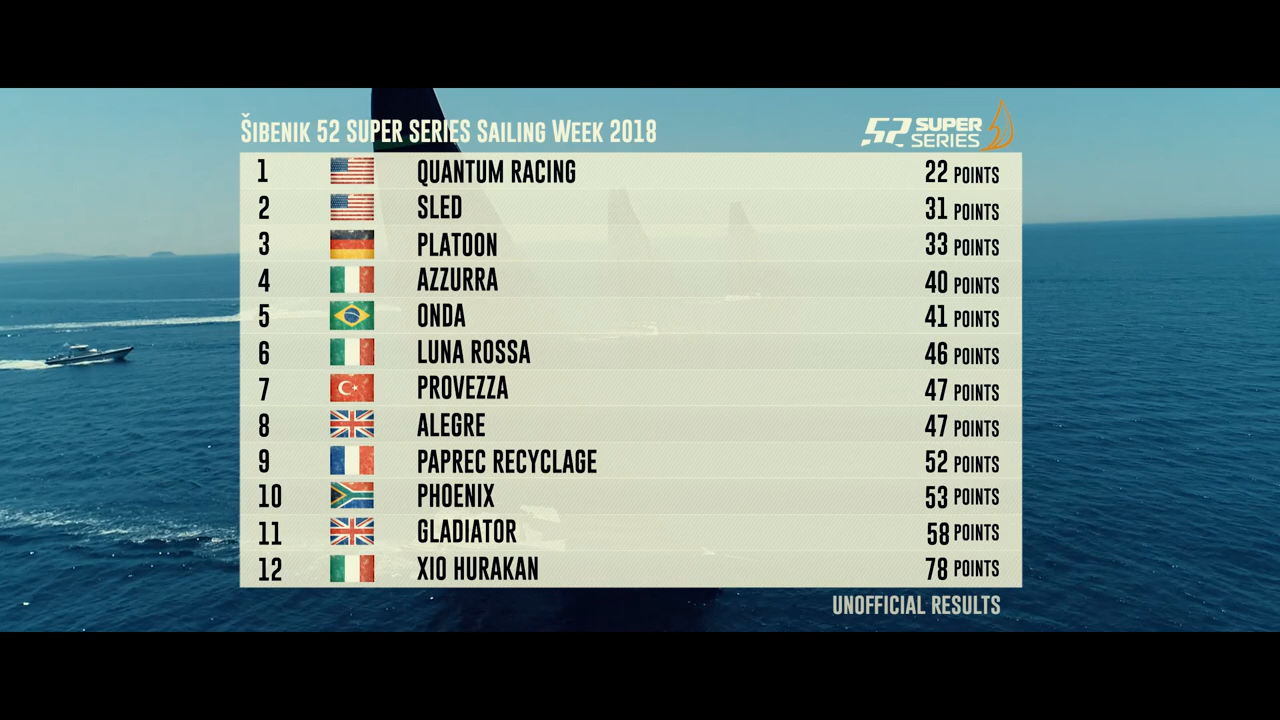 ŠIBENIK 52 SUPER SERIES SAILING WEEK 2018
52 SUPER SERIES
1 QUANTUM RACING 22 POINTS
2 SLED 31 POINTS
3 PLATOON 33 POINTS
4 AZZURRA 40 POINTS
5 ONDA 41 POINTS
6 LUNA ROSSA 46 POINTS
7 PROVEZZA 47 POINTS
8 ALEGRE 47 POINTS
9 PAPREC RECYCLAGE 52 POINTS
10 PHOENIX 53 POINTS
11 GLADIATOR 58 POINTS
12 XIO HURAKAN 78 POINTS
UNOFFICIAL RESULTS